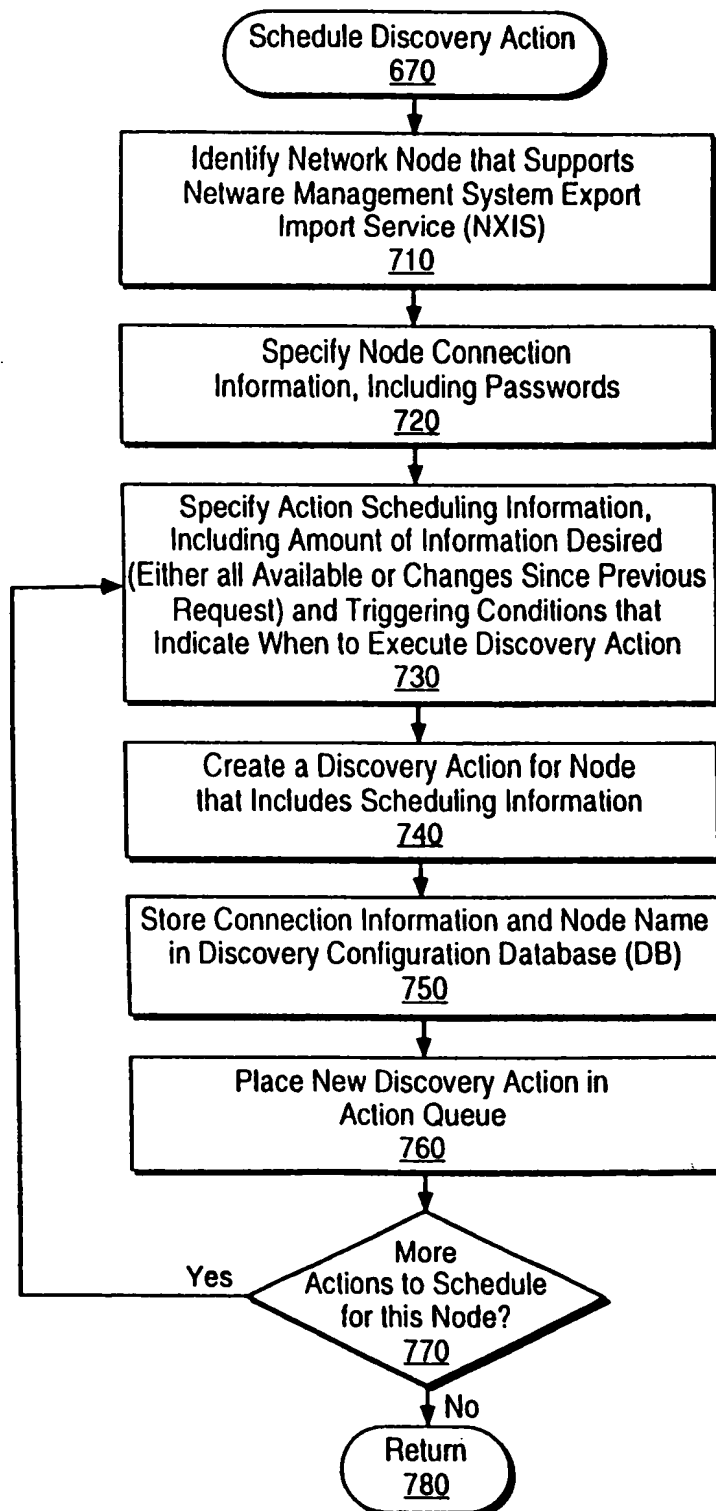 Schedule Discovery Action
670
Identify Network Node that Supports
Netware Management System Export
Import Service (NXIS)
710
Specify Node Connection
Information, Including Passwords
720
Specify Action Scheduling Information,
Including Amount of Information Desired
(Either all Available or Changes Since Previous
Request) and Triggering Conditions that
Indicate When to Execute Discovery Action
730
Create a Discovery Action for Node
that Includes Scheduling Information
740
Store Connection Information and Node Name
in Discovery Configuration Database (DB)
750
Place New Discovery Action in
Action Queue
760
More
Actions to Schedule
for this Node?
770
Yes
No
Return
780